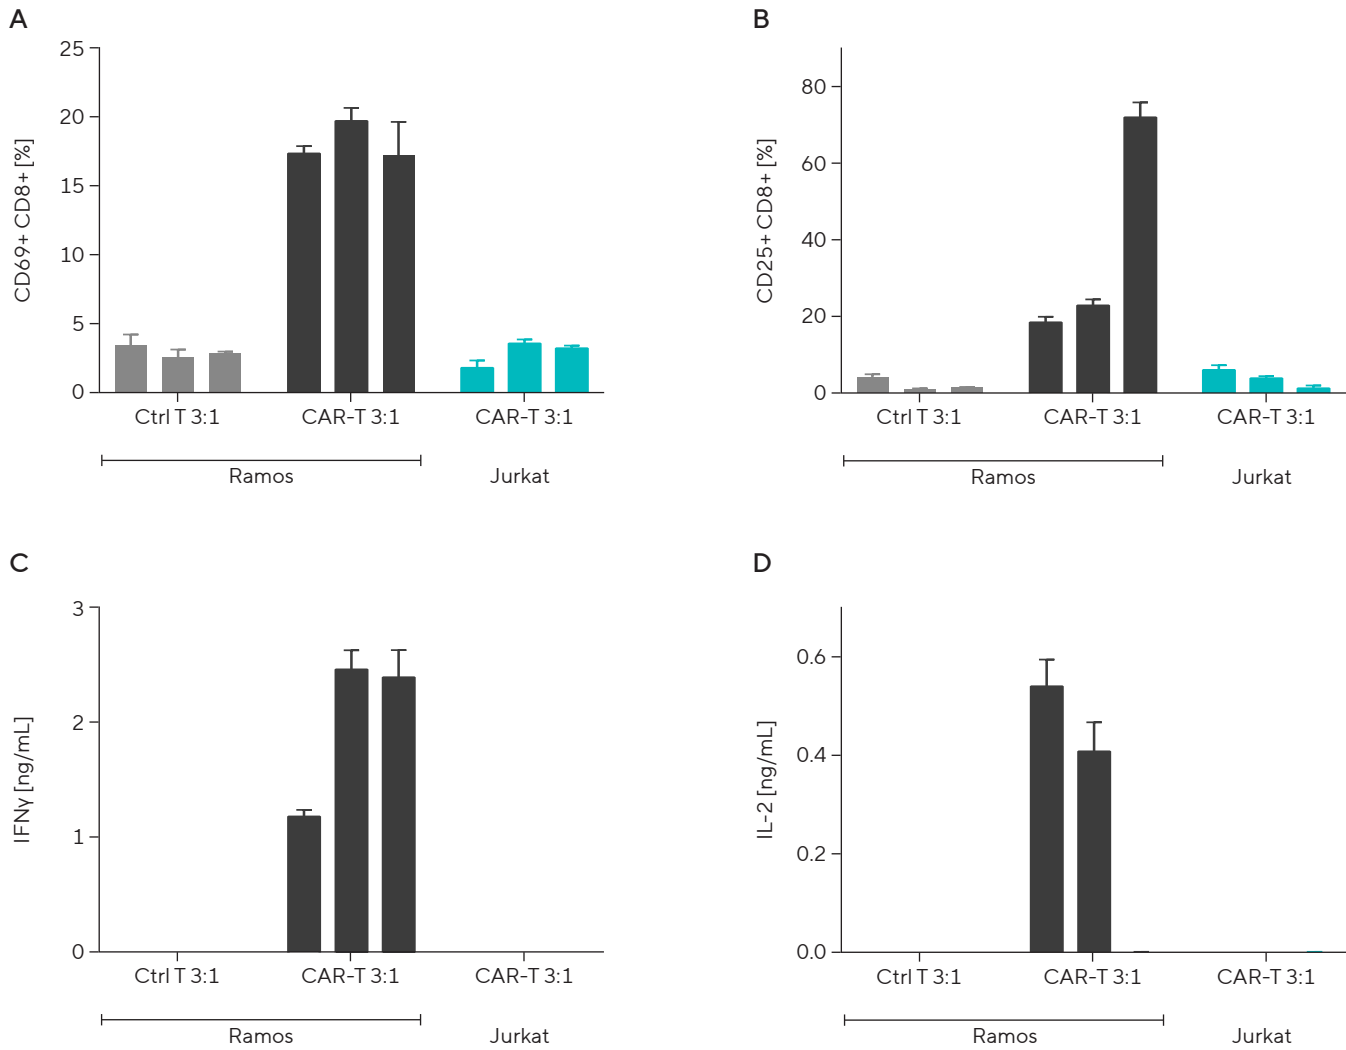 A
CD69+ CD8+ [%]
25
20
15
10
5
0
Ctrl T 3:1
CAR-T 3:1
CAR-T 3:1
Ramos
Jurkat
B
CD25+ CD8+ [%]
80
60
40
20
0
Ctrl T 3:1
CAR-T 3:1
CAR-T 3:1
Ramos
Jurkat
C
IFNγ [ng/mL]
3
2
1
0
Ctrl T 3:1
CAR-T 3:1
CAR-T 3:1
Ramos
Jurkat
D
IL-2 [ng/mL]
0.6
0.4
0.2
0.0
Ctrl T 3:1
CAR-T 3:1
CAR-T 3:1
Ramos
Jurkat